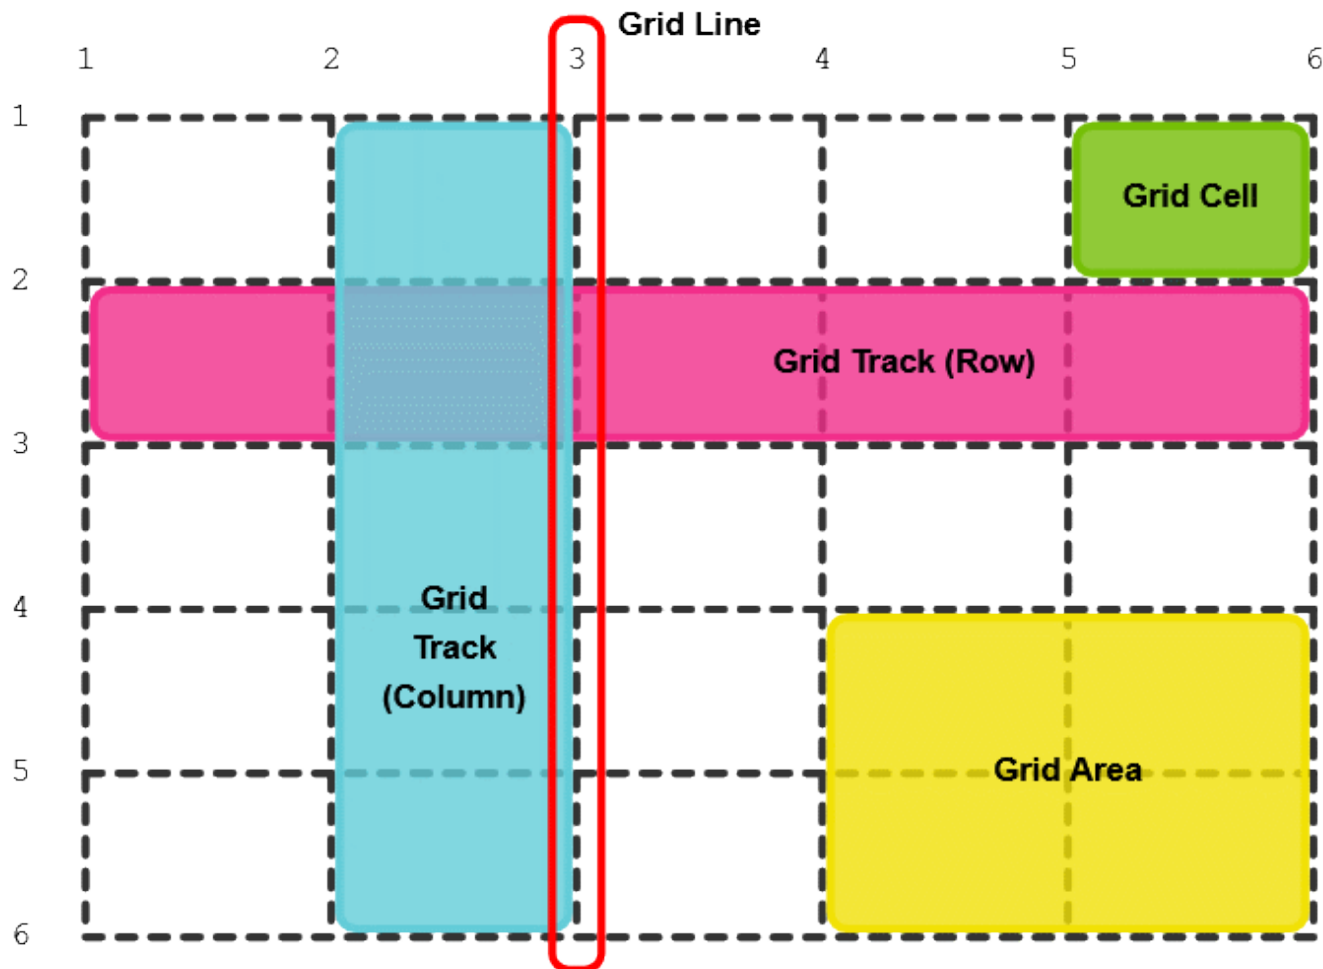 Grid Line
1 2 3 4 5 6
1
Grid Cell
2
Grid Track (Row)
3
4
Grid
Track
(Column)
5
Grid Area
6